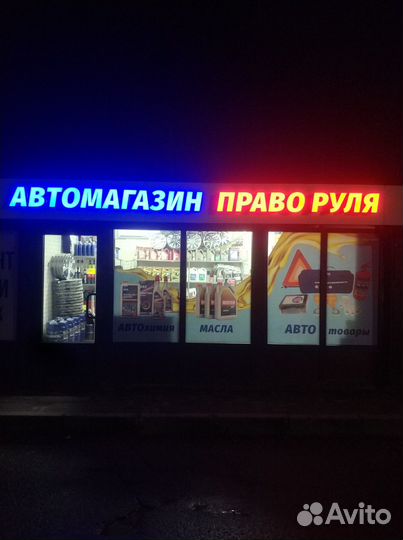 АВТОМАГАЗИН ПРАВО РУЛЯ
АВТОхимия МАСЛА АВТО товары
Avito